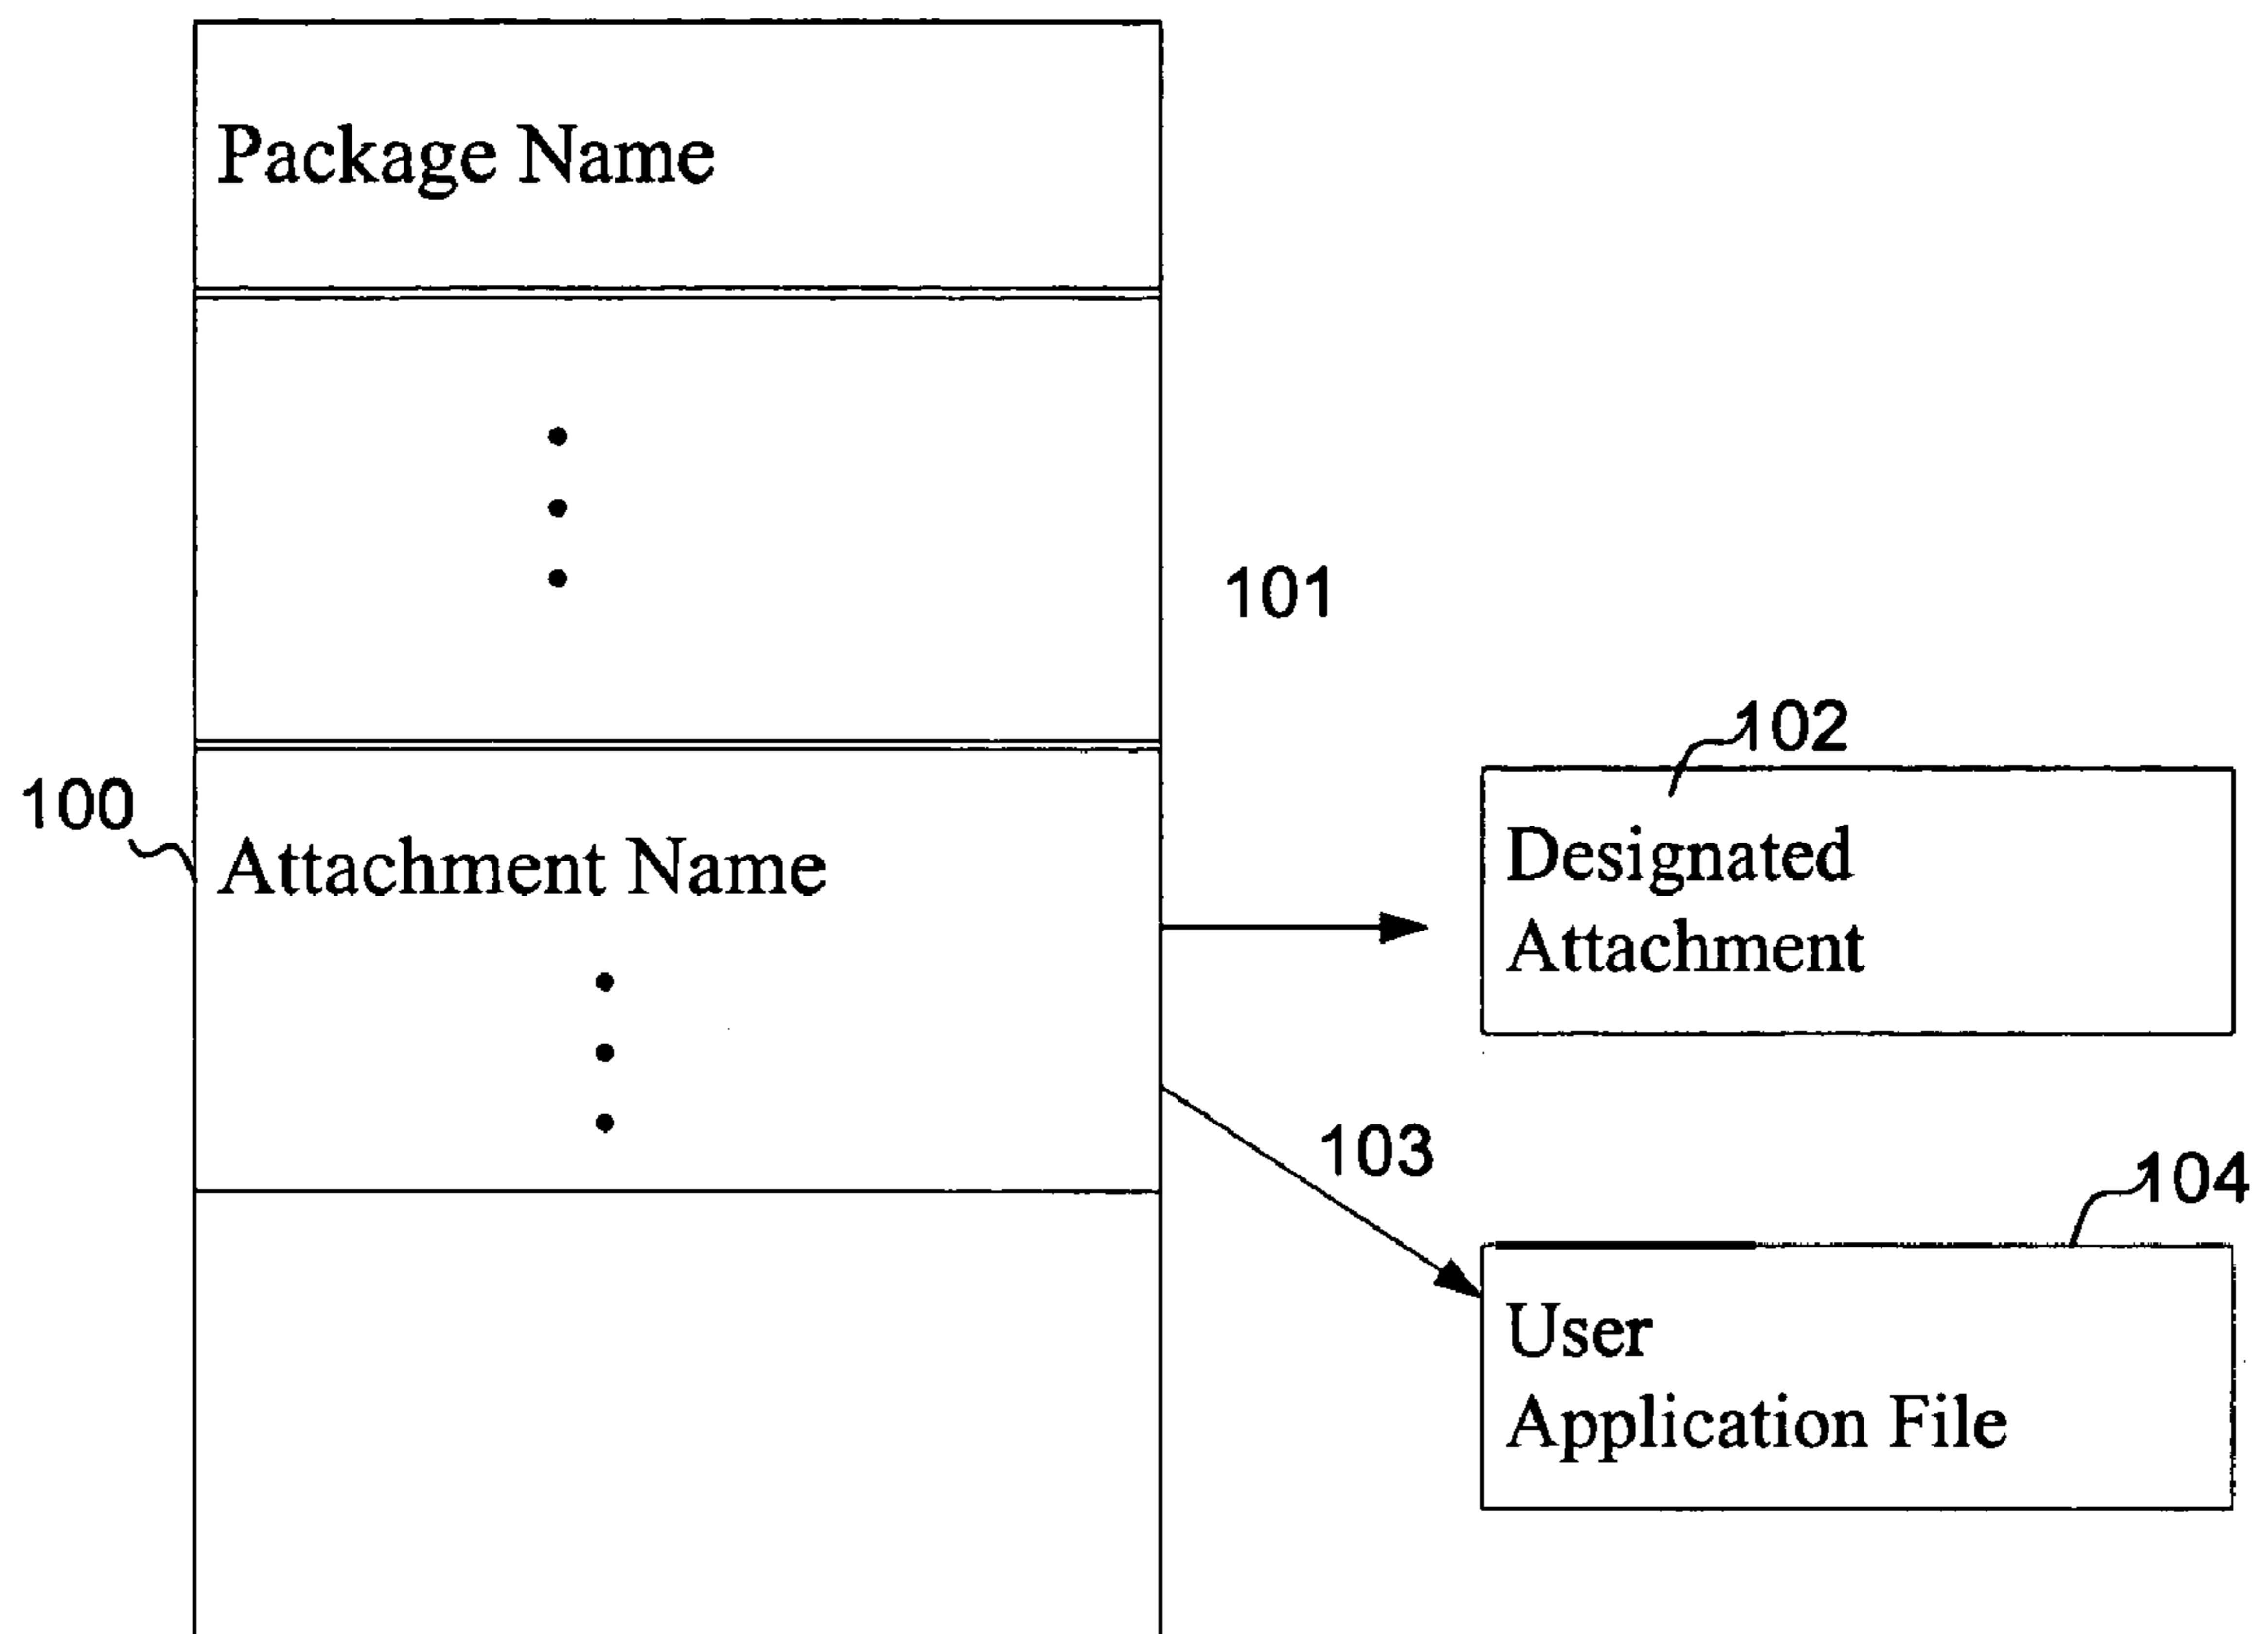 Package Name
101
102
100
Attachment Name
Designated
Attachment
103
104
User
Application File